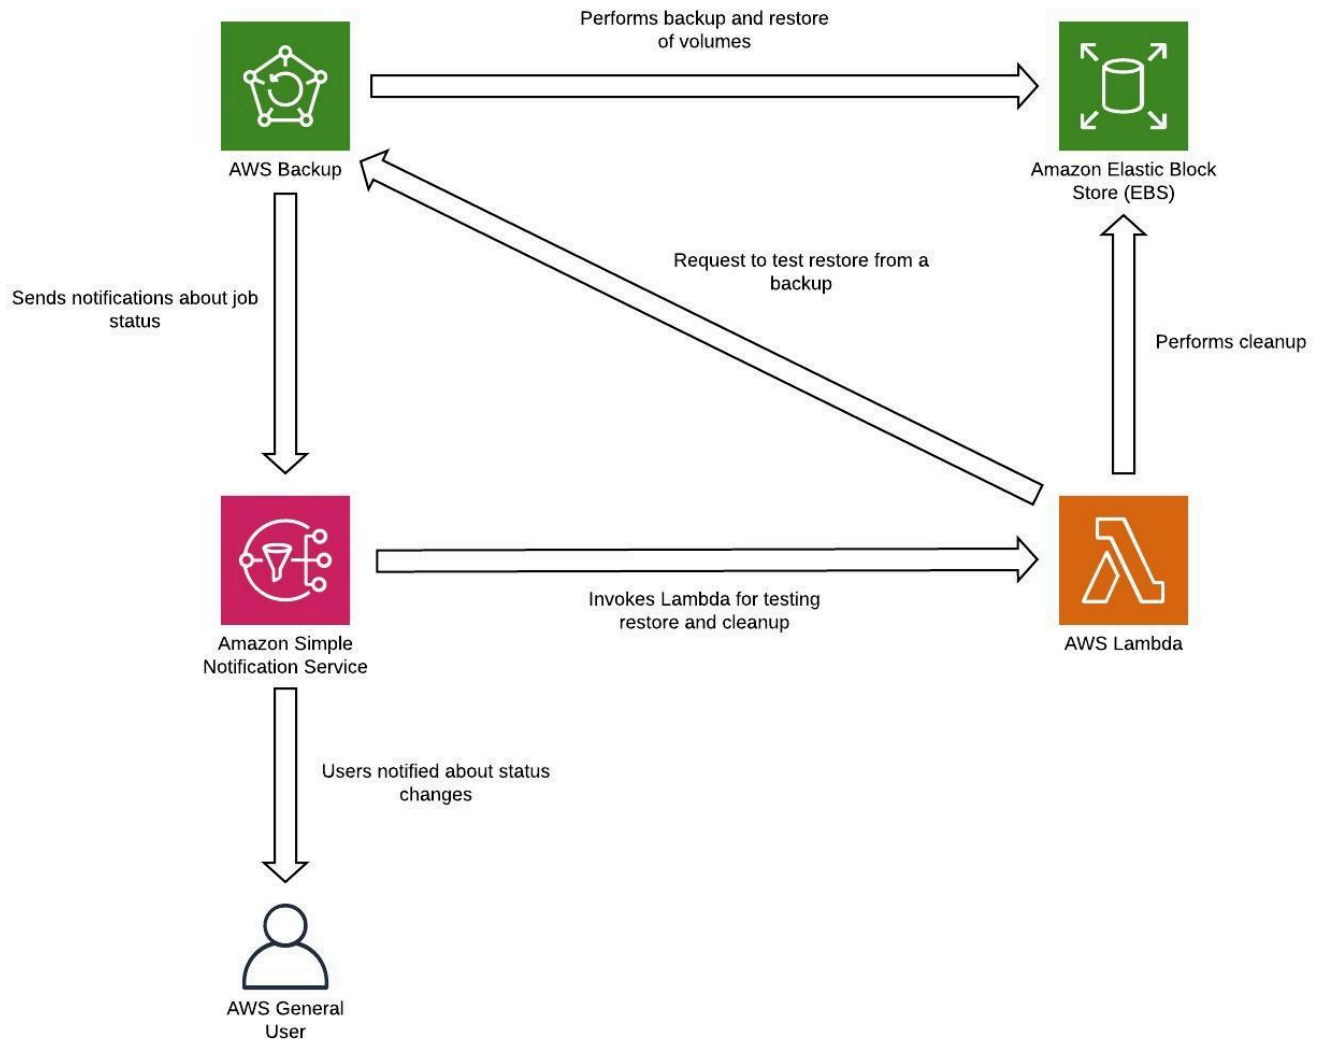 Performs backup and restore
of volumes
AWS Backup
Amazon Elastic Block
Store (EBS)
Request to test restore from a
backup
Sends notifications about job
status
Performs cleanup
Invokes Lambda for testing
restore and cleanup
Amazon Simple
Notification Service
AWS Lambda
Users notified about status
changes
AWS General
User